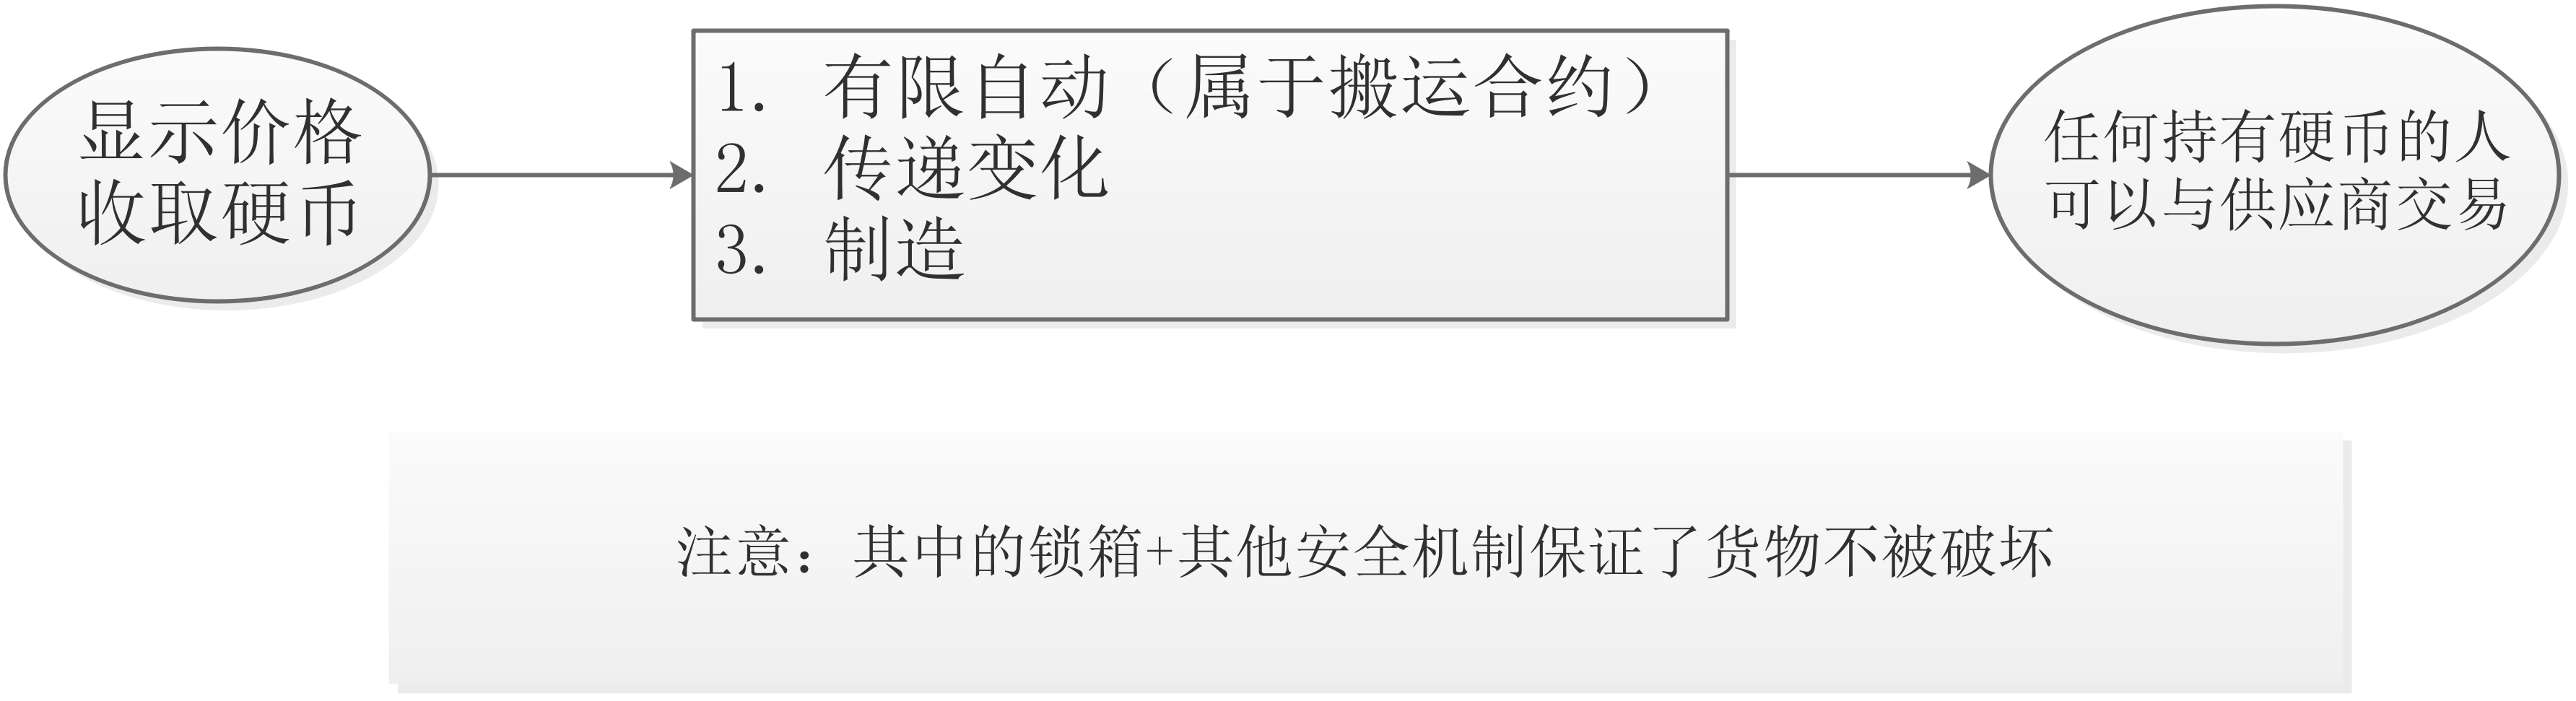 显示价格
收取硬币
1. 有限自动（属于搬运合约）
2. 传递变化
3. 制造
任何持有硬币的人
可以与供应商交易
注意：其中的锁箱+其他安全机制保证了货物不被破坏